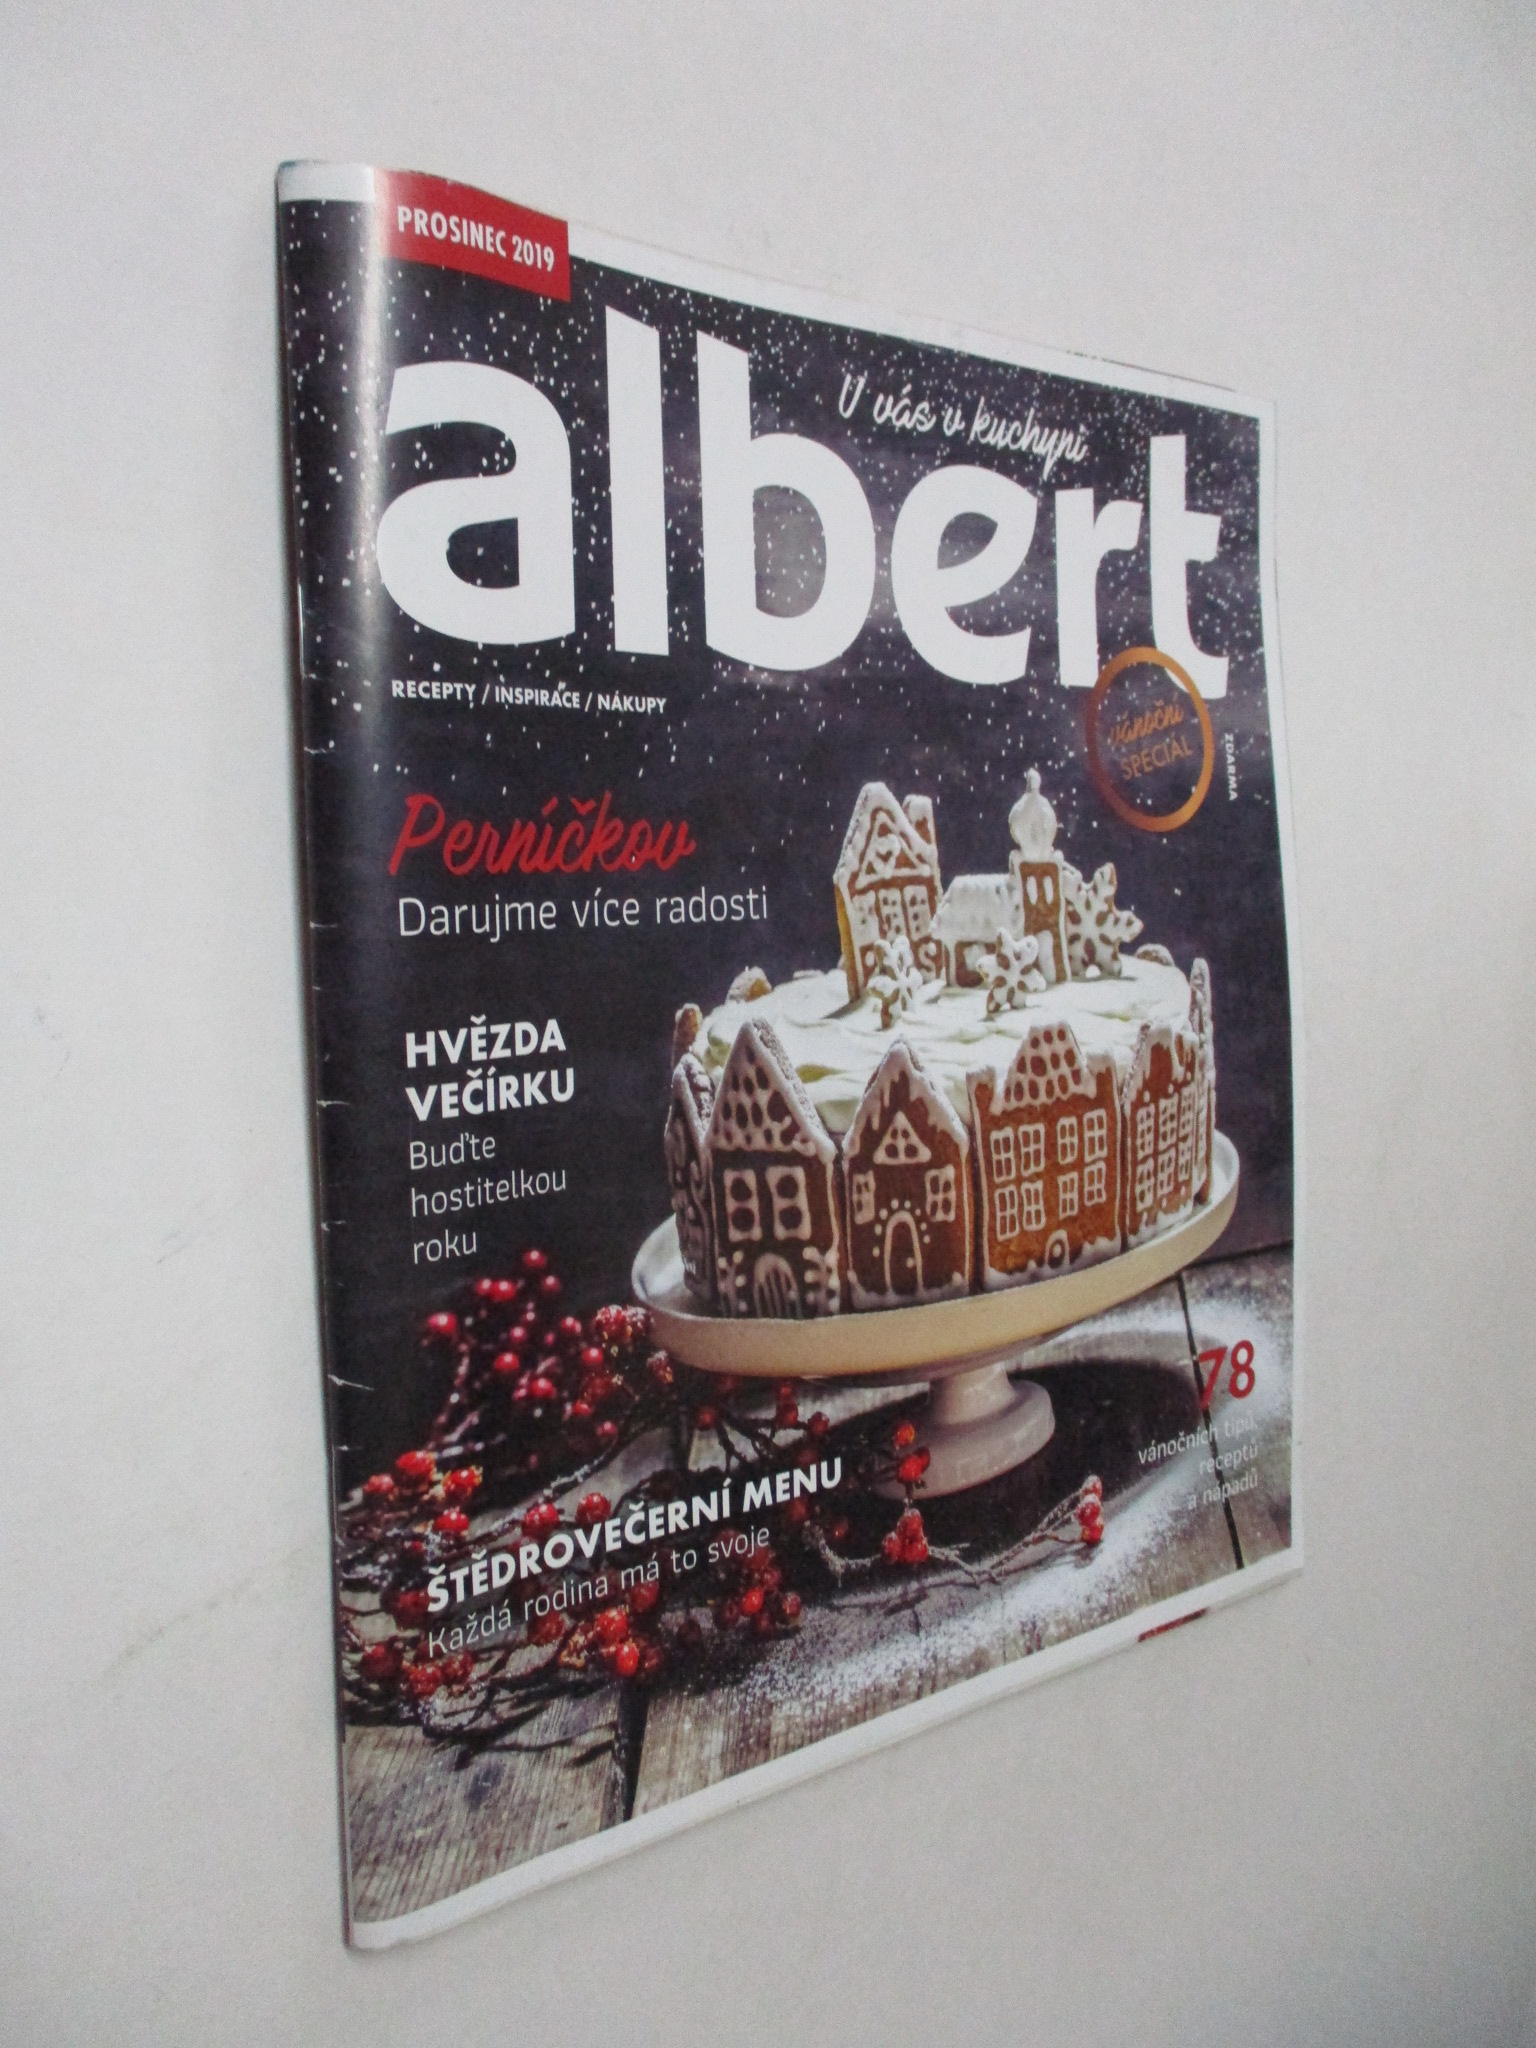 PROSINEC 2019
U vás v kuchyni
albert
RECEPTY / INSPIRACE / NÁKUPY
vánoční
SPECIÁL
ZDARMA
Perníčkov
Darujme více radosti
HVĚZDA
VEČÍRKU
Buďte
hostitelkou
roku
78
vánočních tipů,
receptů
a nápadů
ŠTĚDROVEČERNÍ MENU
Každá rodina má to svoje